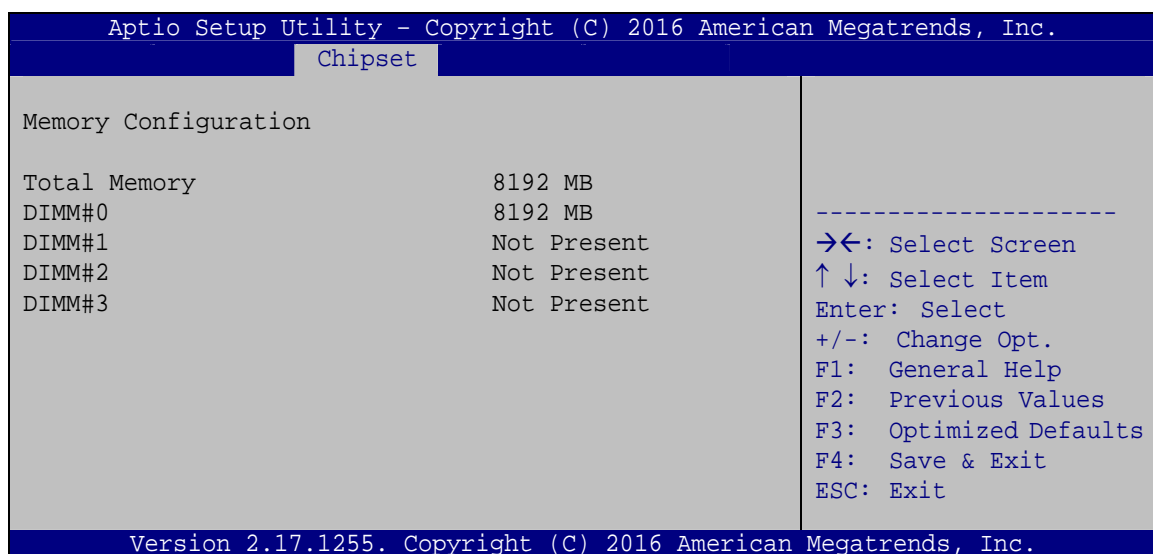 Aptio Setup Utility – Copyright (C) 2016 American Megatrends, Inc.
Chipset
Memory Configuration
Total Memory 8192 MB
DIMM#0 8192 MB
DIMM#1 Not Present
DIMM#2 Not Present
DIMM#3 Not Present
---------------------
→←: Select Screen
↑ ↓: Select Item
Enter: Select
+/-: Change Opt.
F1: General Help
F2: Previous Values
F3: Optimized Defaults
F4: Save & Exit
ESC: Exit
Version 2.17.1255. Copyright (C) 2016 American Megatrends, Inc.